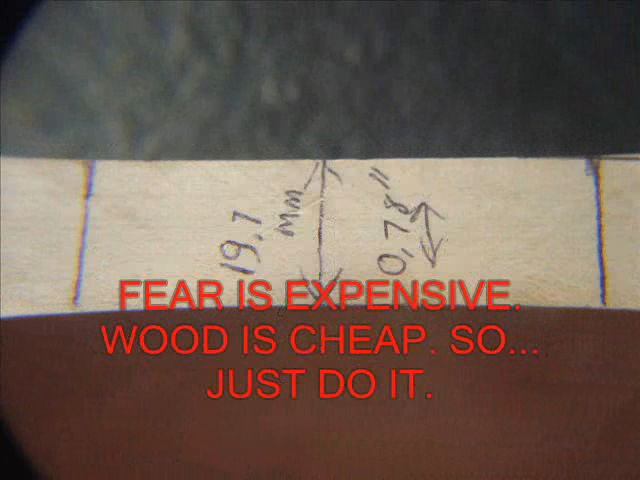 19.7
mm
0.78"
FEAR IS EXPENSIVE.
WOOD IS CHEAP. SO...
JUST DO IT.